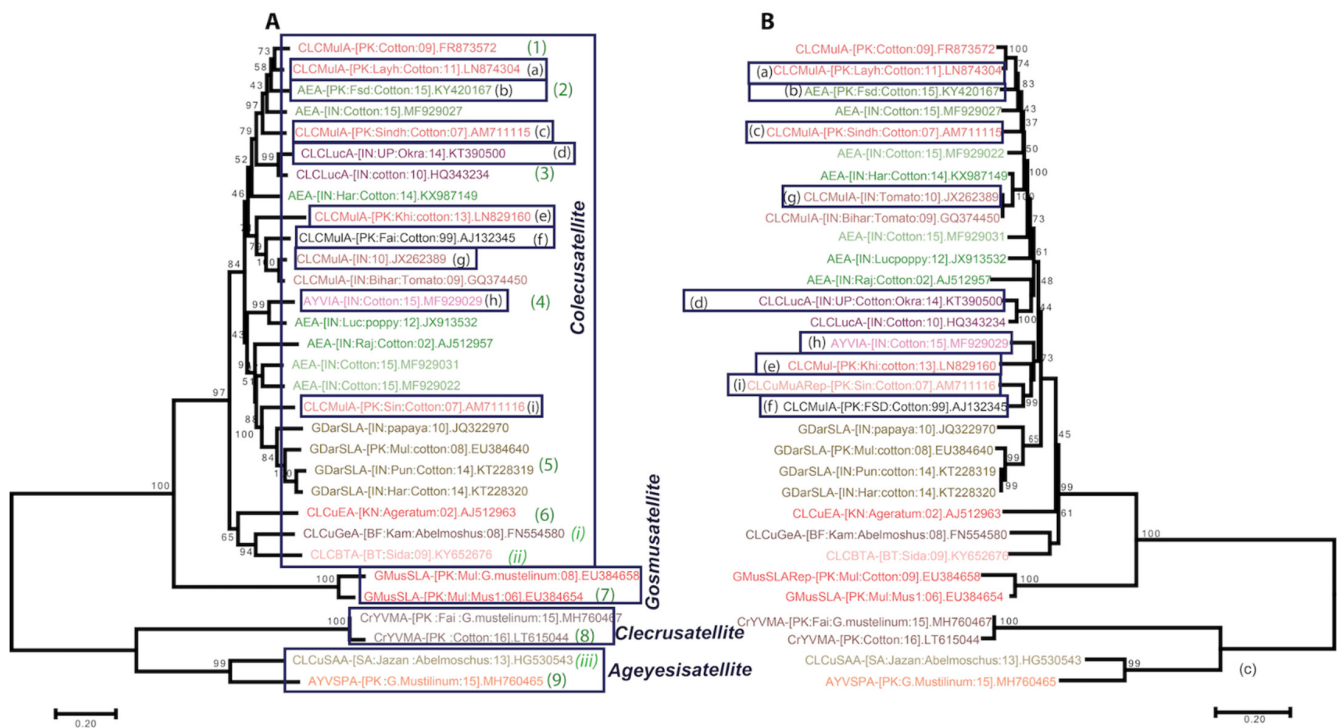 A
B
73
CLCMulA-[PK:Cotton:09].FR873572 (1)
58
CLCMulA-[PK:Layh:Cotton:11].LN874304 (a)
43
AEA-[PK:Fsd:Cotton:15].KY420167 (b) (2)
97
AEA-[IN:Cotton:15].MF929027
79
CLCMulA-[PK:Sindh:Cotton:07].AM711115 (c)
52
99
CLCLucA-[IN:UP:Okra:14].KT390500 (d)
CLCLucA-[IN:cotton:10].HQ343234 (3)
46
AEA-[IN:Har:Cotton:14].KX987149
CLCMulA-[PK:Khi:cotton:13].LN829160 (e)
79
CLCMulA-[PK:Fai:Cotton:99].AJ132345 (f)
100
CLCMulA-[IN:10].JX262389 (g)
84
CLCMulA-[IN:Bihar:Tomato:09].GQ374450
99
AYVIA-[IN:Cotton:15].MF929029 (h) (4)
AEA-[IN:Luc:poppy:12].JX913532
43
AEA-[IN:Raj:Cotton:02].AJ512957
AEA-[IN:Cotton:15].MF929031
51
AEA-[IN:Cotton:15].MF929022
97
CLCMulA-[PK:Sin:Cotton:07].AM711116 (i)
88
GDarSLA-[IN:papaya:10].JQ322970
100
GDarSLA-[PK:Mul:cotton:08].EU384640
84
GDarSLA-[IN:Pun:cotton:14].KT228319 (5)
GDarSLA-[IN:Har:Cotton:14].KT228320
100
CLCuEA-[KN:Ageratum:02].AJ512963 (6)
65
CLCuGeA-[BF:Kam:Abelmoshus:08].FN554580 (i)
94
CLCBTA-[BT:Sida:09].KY652676 (ii)
100
GMusSLA-[PK:Mul:G.mustelinum:08].EU384658
GMusSLA-[PK:Mul:Mus1:06].EU384654 (7)
100
CrYVMA-[PK :Fai :G.mustelinum:15].MH760467
CrYVMA-[PK :Cotton:16].LT615044 (8)
99
CLCuSAA-[SA:Jazan :Abelmoschus:13].HG530543 (iii)
AYVSPA-[PK:G.Mustilinum:15].MH760465 (9)
0.20
Colecusatellite
Gosmusatellite
Clecrusatellite
Ageyesisatellite
CLCMulA-[PK:Cotton:09].FR873572
100
74
(a) CLCMulA-[PK:Layh:Cotton:11].LN874304
83
(b) AEA-[PK:Fsd:Cotton:15].KY420167
AEA-[IN:Cotton:15].MF929027
43
37
(c) CLCMulA-[PK:Sindh:Cotton:07].AM711115
50
AEA-[IN:Cotton:15].MF929022
100
AEA-[IN:Har:Cotton:14].KX987149
(g) CLCMulA-[IN:Tomato:10].JX262389
100
CLCMulA-[IN:Bihar:Tomato:09].GQ374450
73
AEA-[IN:Cotton:15].MF929031
61
AEA-[IN:Lucpoppy:12].JX913532
AEA-[IN:Raj:Cotton:02].AJ512957
48
(d) CLCLucA-[IN:UP:Cotton:Okra:14].KT390500
44
CLCLucA-[IN:Cotton:10].HQ343234
100
(h) AYVIA-[IN:Cotton:15].MF929029
73
(e) CLCMul-[PK:Khi:cotton:13].LN829160
(i) CLCuMuARep-[PK:Sin:Cotton:07].AM711116
99
(f) CLCMulA-[PK:FSD:Cotton:99].AJ132345
GDarSLA-[IN:papaya:10].JQ322970
45
65
GDarSLA-[PK:Mul:cotton:08].EU384640
99
GDarSLA-[IN:Pun:cotton:14].KT228319
GDarSLA-[IN:Har:cotton:14].KT228320
99
99
CLCuEA-[KN:Ageratum:02].AJ512963
61
CLCuGeA-[BF:Kam:Abelmoshus:08].FN554580
CLCBTA-[BT:Sida:09].KY652676
100
GMusSLARep-[PK:Mul:Cotton:09].EU384658
100
GMusSLA-[PK:Mul:Mus1:06].EU384654
CrYVMA-[PK:Fai:G.mustelinum:15].MH760467
100
CrYVMA-[PK:Cotton:16].LT615044
CLCuSAA-[SA:Jazan:Abelmoschus:13].HG530543
99
(c)
AYVSPA-[PK:G.Mustilinum:15].MH760465
0.20